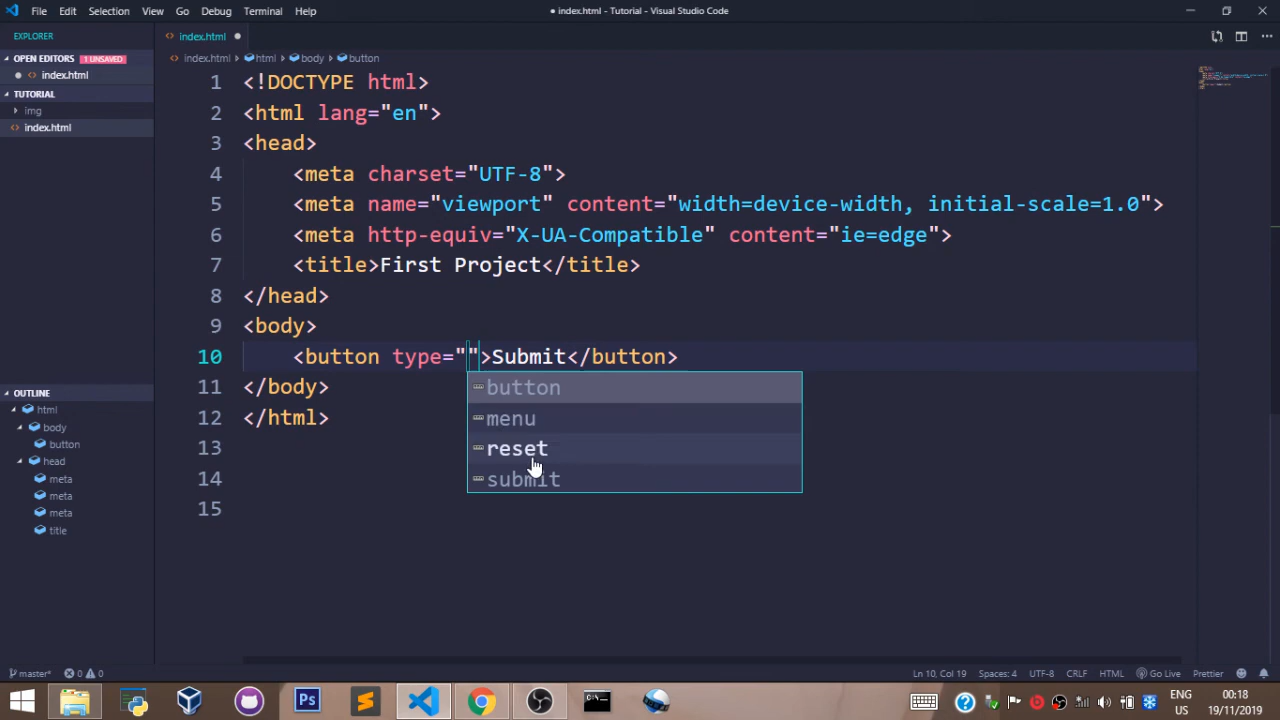 File Edit Selection View Go Debug Terminal Help
● index.html - Tutorial - Visual Studio Code
EXPLORER
index.html ●
OPEN EDITORS 1 UNSAVED
index.html > html > body > button
● index.html
TUTORIAL
img
index.html
1 <!DOCTYPE html>
2 <html lang="en">
3 <head>
4 <meta charset="UTF-8">
5 <meta name="viewport" content="width=device-width, initial-scale=1.0">
6 <meta http-equiv="X-UA-Compatible" content="ie=edge">
7 <title>First Project</title>
8 </head>
9 <body>
10 <button type="">Submit</button>
11 </body>
12 </html>
13
14
15
button
menu
reset
submit
OUTLINE
html
body
button
head
meta
meta
meta
title
master* 0 0
Ln 10, Col 19 Spaces: 4 UTF-8 CRLF HTML Go Live Prettier
Ps
ENG
US
00:18
19/11/2019